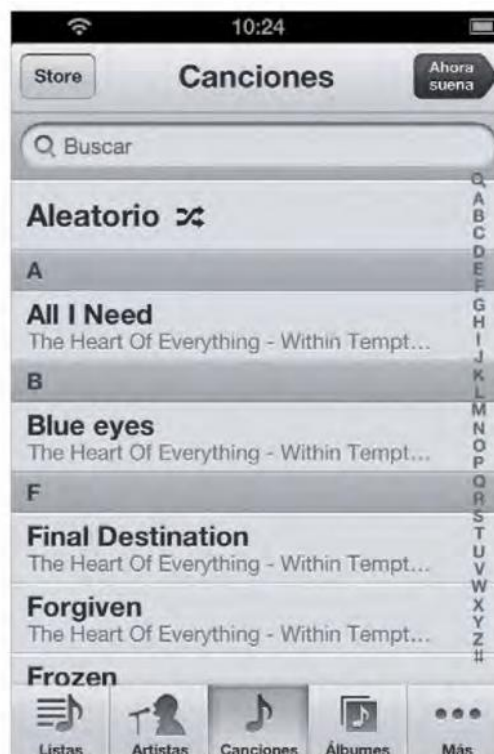 10:24
Store
Canciones
Ahora
suena
Buscar
Aleatorio
A
All I Need
The Heart Of Everything - Within Tempt...
B
Blue eyes
The Heart Of Everything - Within Tempt...
F
Final Destination
The Heart Of Everything - Within Tempt...
Forgiven
The Heart Of Everything - Within Tempt...
Frozen
A
B
C
D
E
F
G
H
I
J
K
L
M
N
O
P
Q
R
S
T
U
V
W
X
Y
Z
#
Listas
Artistas
Canciones
Álbumes
Más